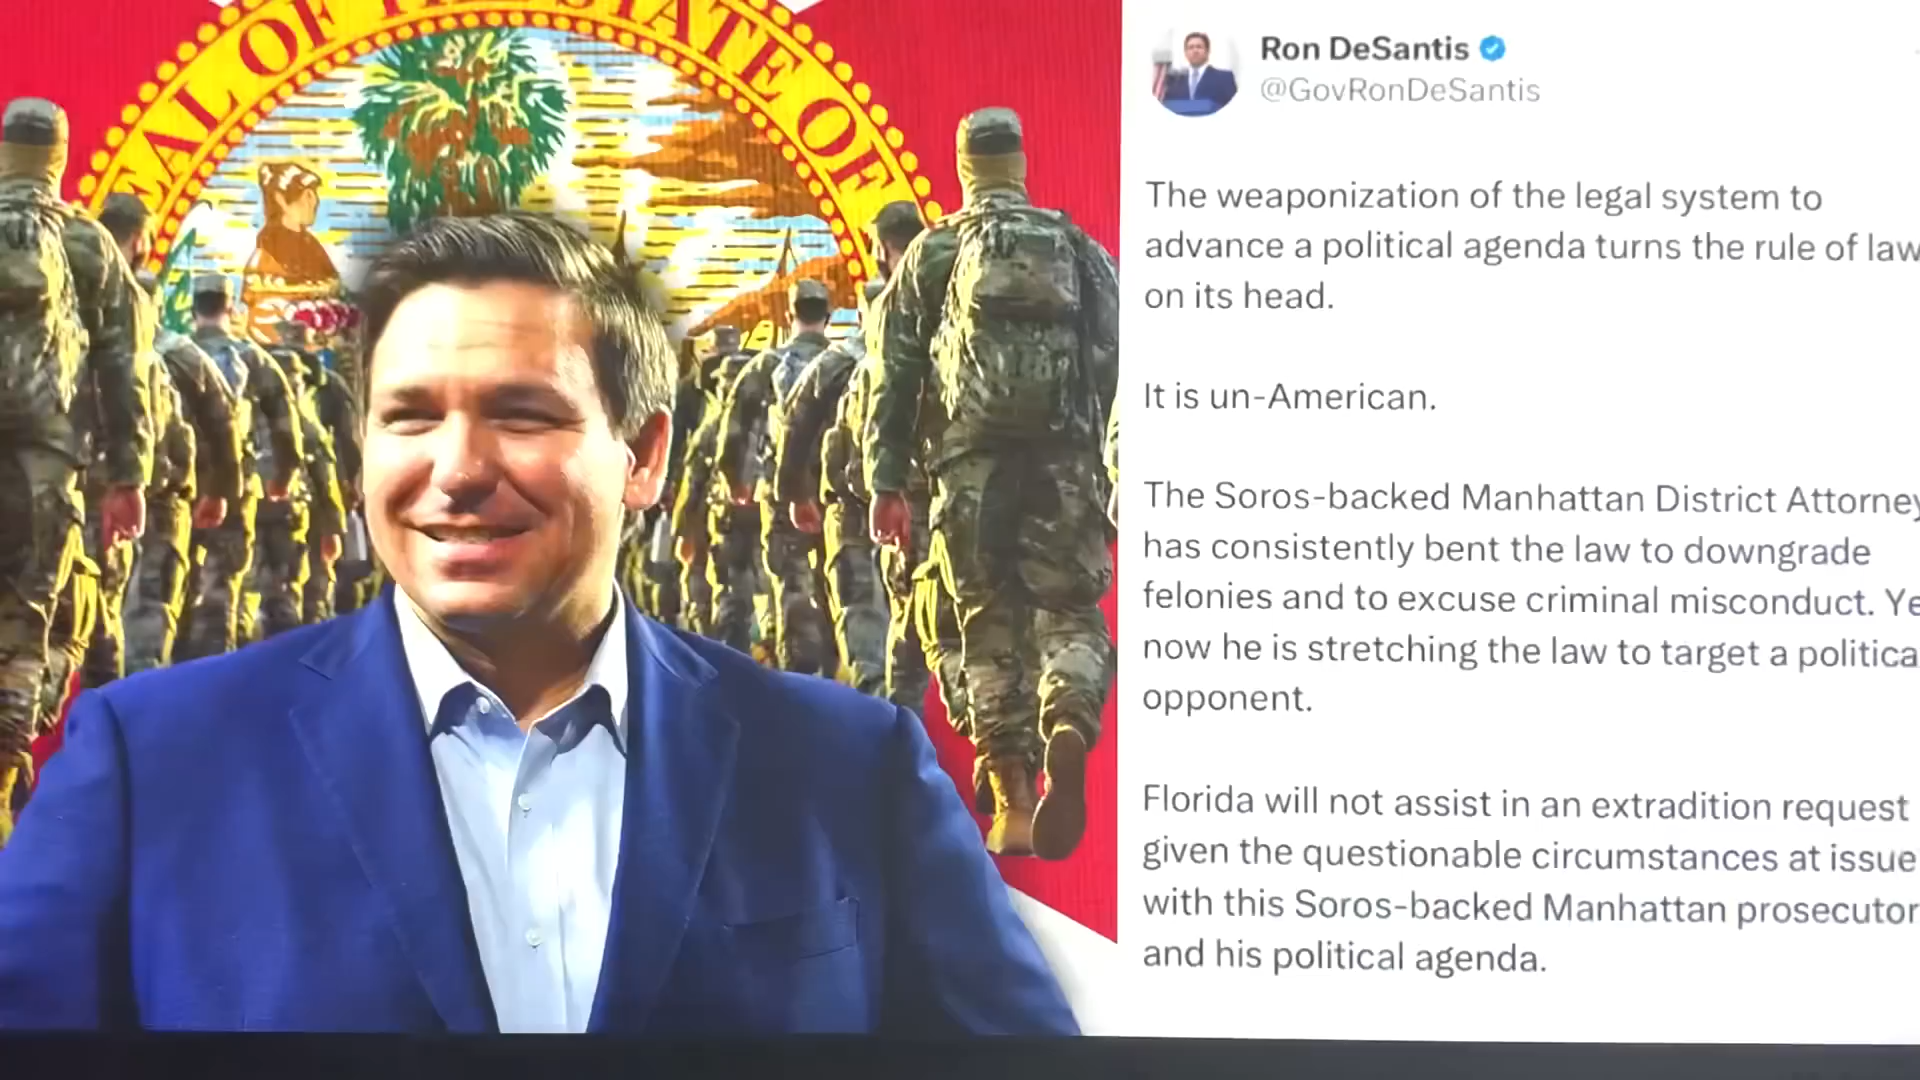 SEAL OF THE STATE OF
Ron DeSantis
@GovRonDeSantis
The weaponization of the legal system to
advance a political agenda turns the rule of law
on its head.
It is un-American.
The Soros-backed Manhattan District Attorney
has consistently bent the law to downgrade
felonies and to excuse criminal misconduct. Ye
now he is stretching the law to target a politica
opponent.
Florida will not assist in an extradition request
given the questionable circumstances at issue
with this Soros-backed Manhattan prosecutor
and his political agenda.